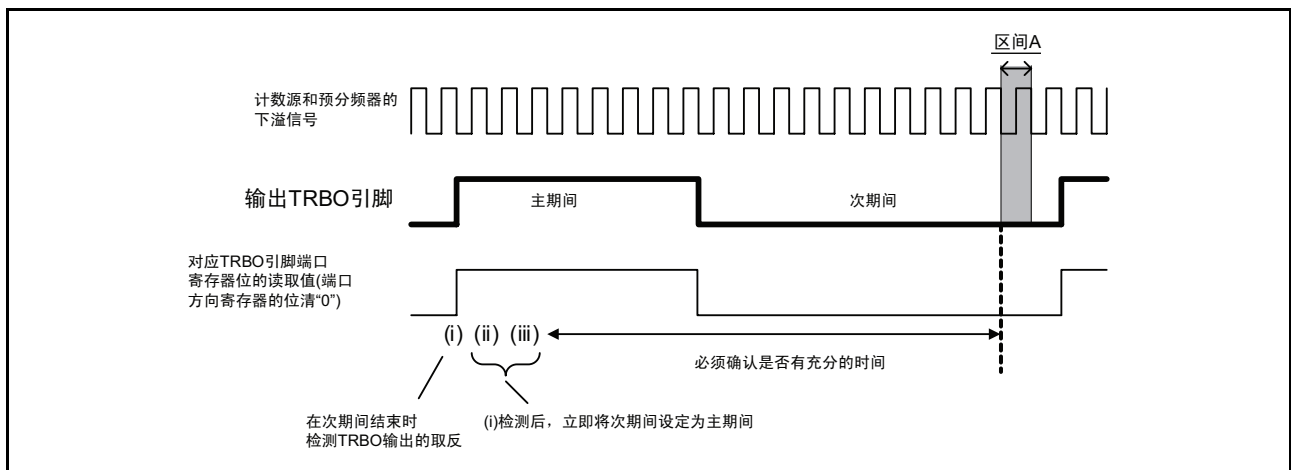 区间A
计数源和预分频器的
下溢信号
输出TRBO引脚
主期间
次期间
对应TRBO引脚端口
寄存器位的读取值(端口
方向寄存器的位清“0”)
(i) (ii) (iii)
必须确认是否有充分的时间
在次期间结束时
检测TRBO输出的取反
(i)检测后，立即将次期间设定为主期间